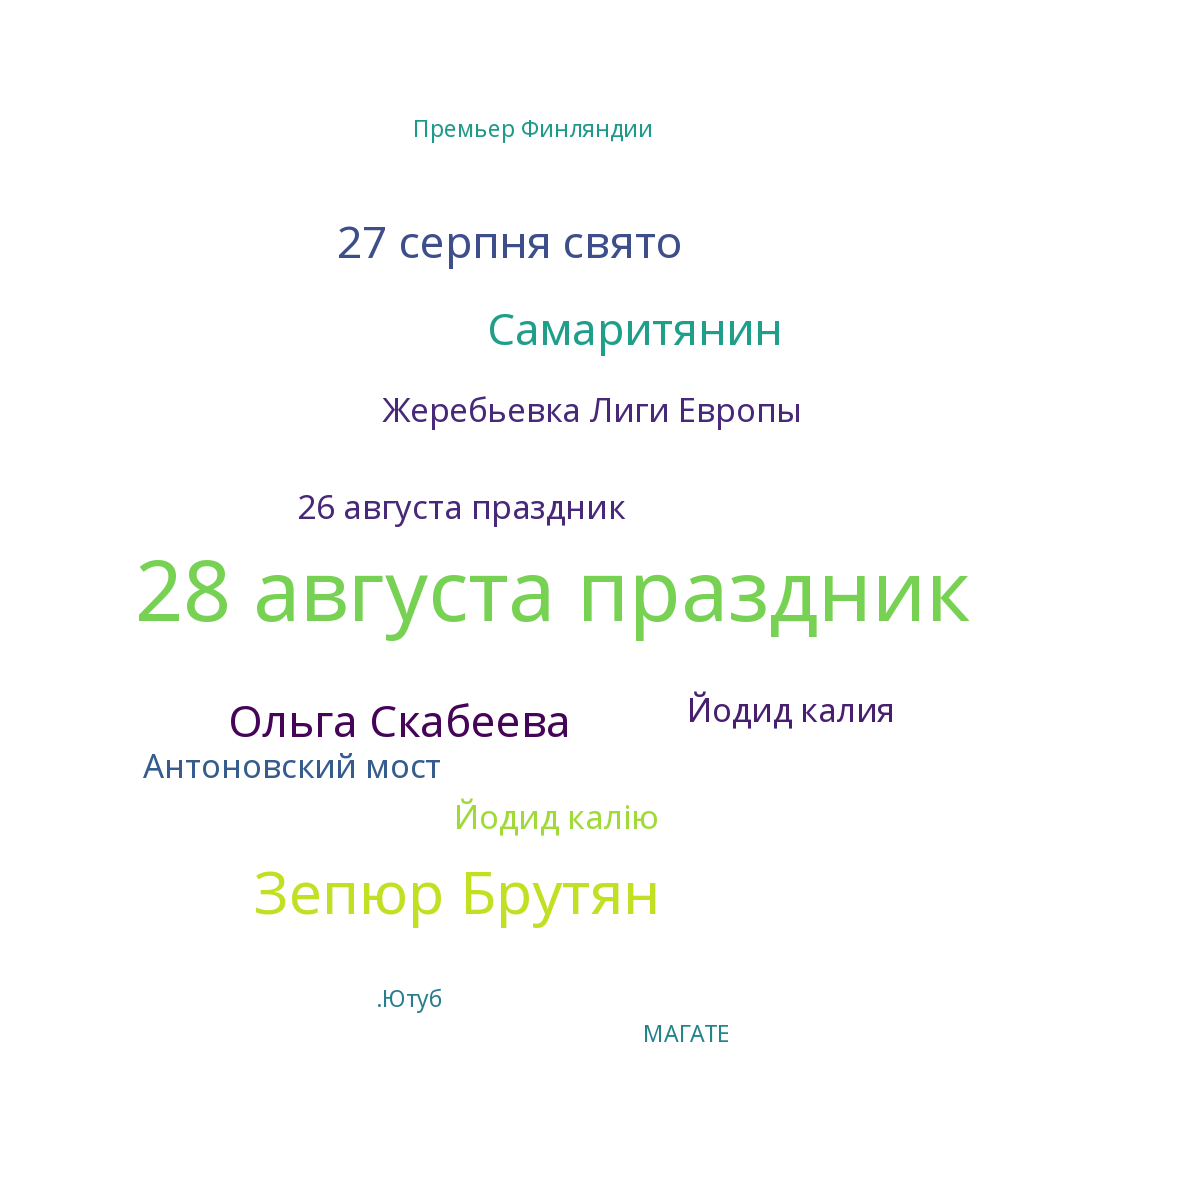 Премьер Финляндии
27 серпня свято
Самаритянин
Жеребьевка Лиги Европы
26 августа праздник
28 августа праздник
Йодид калия
Ольга Скабеева
Антоновский мост
Йодид калію
Зепюр Брутян
.Ютуб
МАГАТЕ